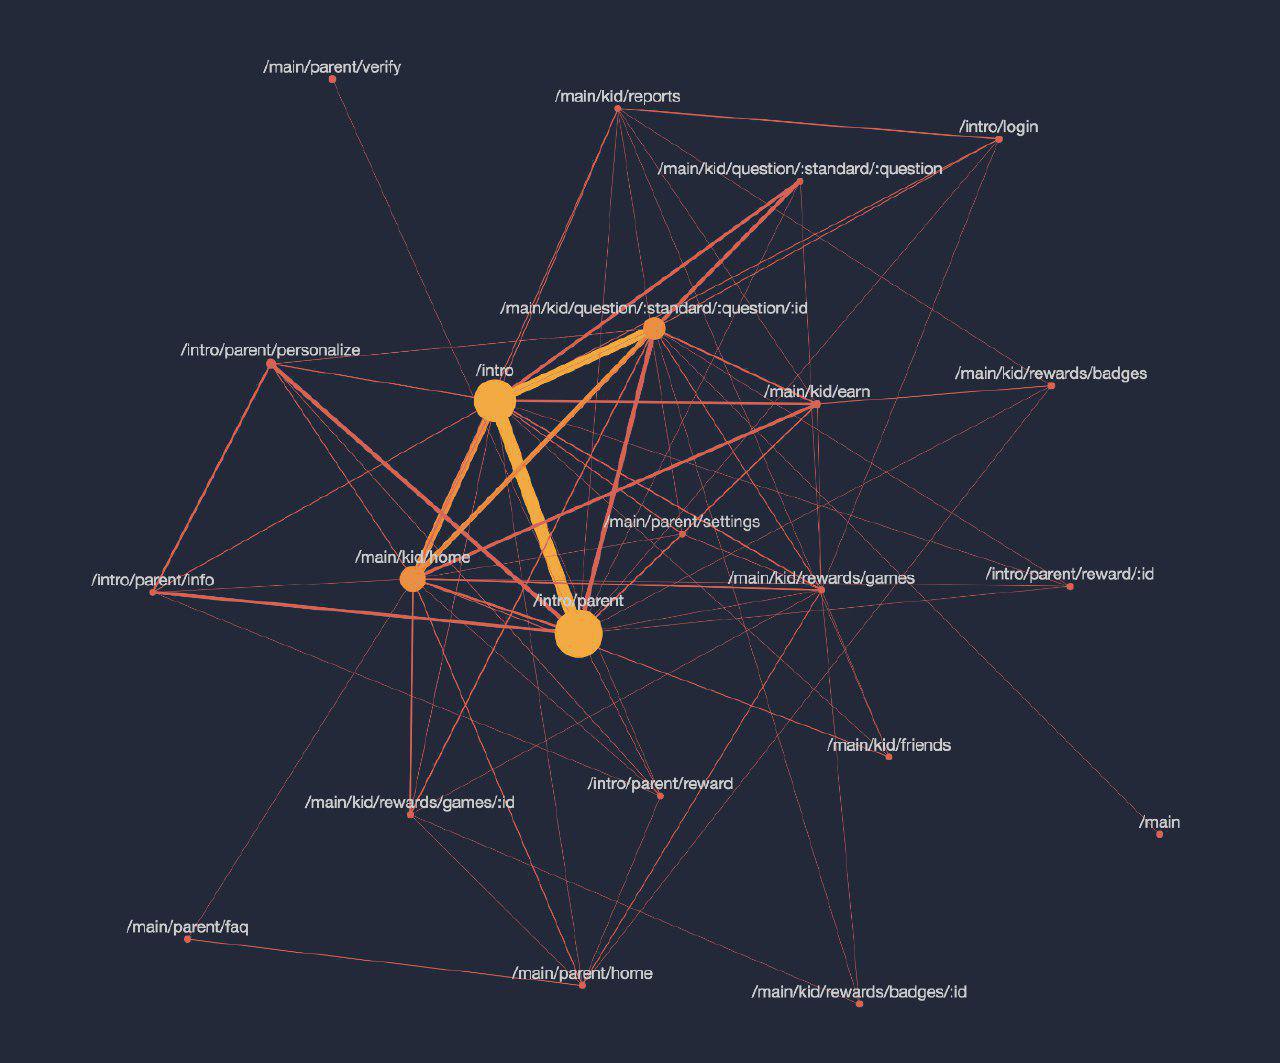 /main/parent/verify
/main/kid/reports
/intro/login
/main/kid/question/:standard/:question
/main/kid/question/:standard/:question/:id
/intro/parent/personalize
/intro
/main/kid/rewards/badges
/main/kid/earn
/main/parent/settings
/main/kid/home
/intro/parent/info
/main/kid/rewards/games
/intro/parent/reward/:id
/intro/parent
/main/kid/friends
/intro/parent/reward
/main/kid/rewards/games/:id
/main
/main/parent/faq
/main/parent/home
/main/kid/rewards/badges/:id